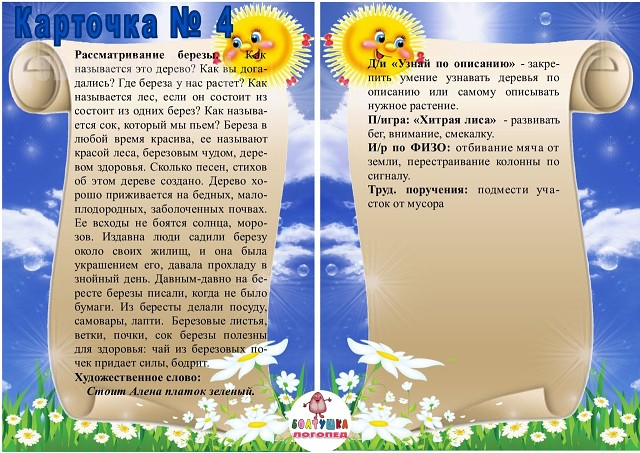 Карточка № 4
Рассматривание березы. Как
называется это дерево? Как вы дога-
дались? Где береза у нас растет? Как
называется лес, если он состоит из
состоит из одних берез? Как называ-
ется сок, который мы пьем? Береза в
любой время красива, ее называют
красой леса, березовым чудом, дере-
вом здоровья. Сколько песен, стихов
об этом дереве создано. Дерево хо-
рошо приживается на бедных, мало-
плодородных, заболоченных почвах.
Ее всходы не боятся солнца, моро-
зов. Издавна люди садили березу
около своих жилищ, и она была
украшением его, давала прохладу в
знойный день. Давным-давно на бе-
ресте березы писали, когда не было
бумаги. Из бересты делали посуду,
самовары, лапти. Березовые листья,
ветки, почки, сок березы полезны
для здоровья: чай из березовых по-
чек придает силы, бодрит.
Художественное слово:
Стоит Алена платок зеленый.
Д/и «Узнай по описанию» - закре-
пить умение узнавать деревья по
описанию или самому описывать
нужное растение.
П/игра: «Хитрая лиса» - развивать
бег, внимание, смекалку.
И/р по ФИЗО: отбивание мяча от
земли, перестраивание колонны по
сигналу.
Труд. поручения: подмести уча-
сток от мусора
БОЛТУШКА
ЛОГОПЕД